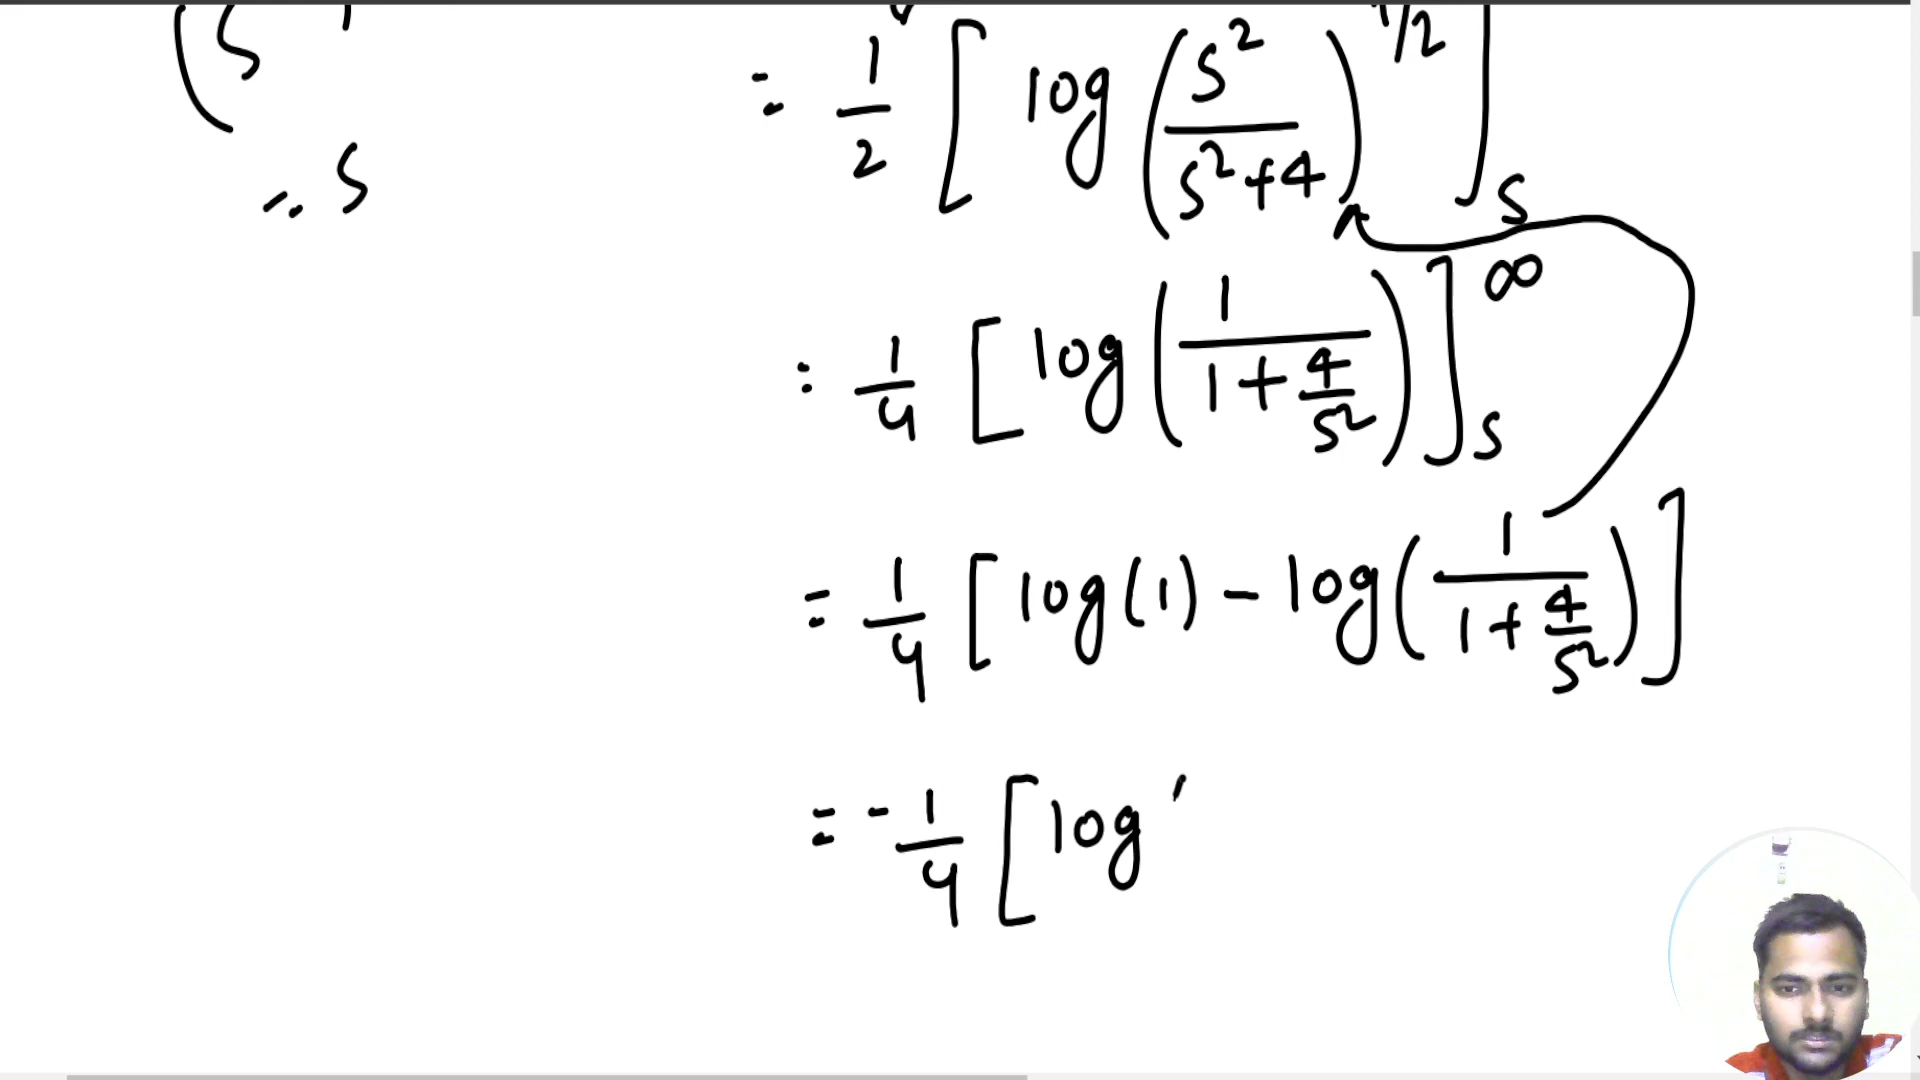 (S
= S
= 1/2 [ log ( s²/(s²+4) )^1/2 ]_s
= 1/4 [ log ( 1/(1+4/s²) ) ]_s^∞
= 1/4 [ log(1) - log( 1/(1+4/s²) ) ]
= - 1/4 [ log